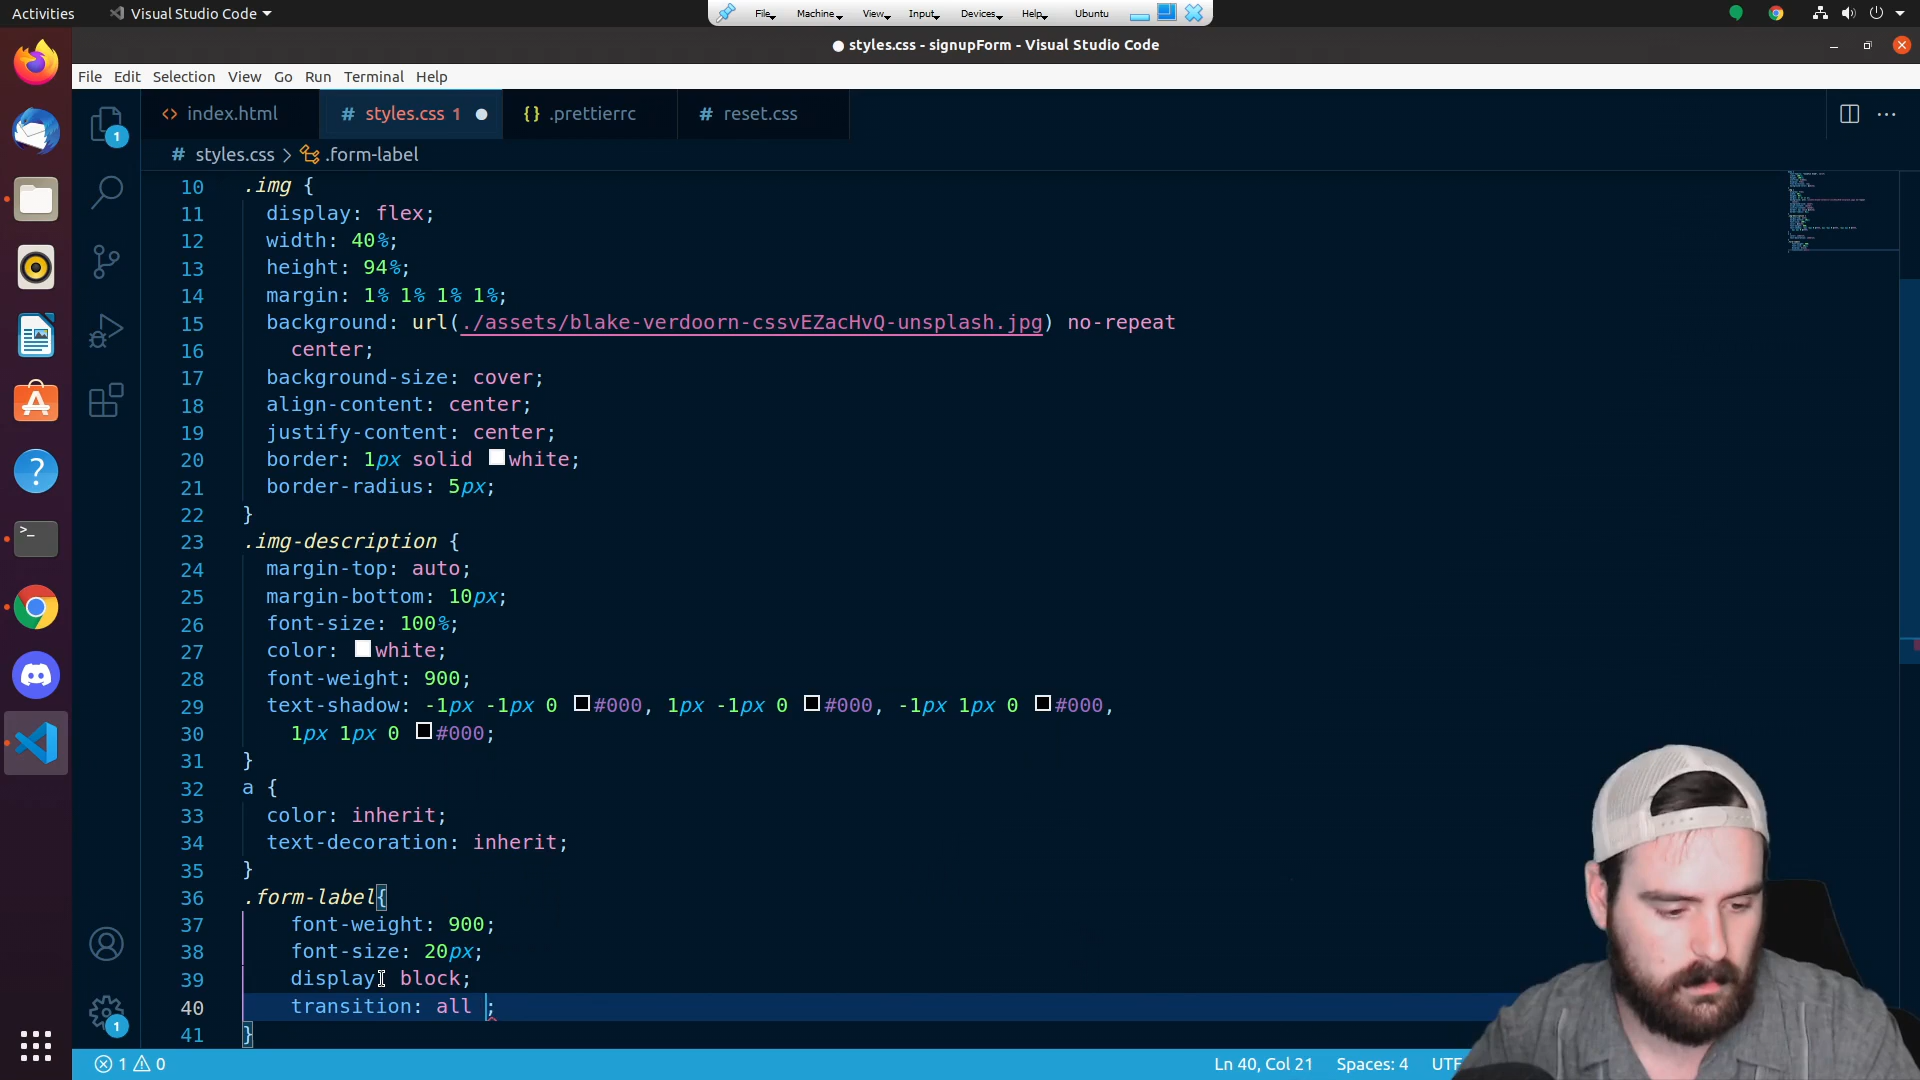 Activities
Visual Studio Code
File
Machine
View
Input
Devices
Help
Ubuntu
styles.css - signupForm - Visual Studio Code
File Edit Selection View Go Run Terminal Help
<> index.html
# styles.css 1
{} .prettierrc
# reset.css
# styles.css > .form-label
10 .img {
11 display: flex;
12 width: 40%;
13 height: 94%;
14 margin: 1% 1% 1% 1%;
15 background: url(./assets/blake-verdoorn-cssvEZacHvQ-unsplash.jpg) no-repeat
16 center;
17 background-size: cover;
18 align-content: center;
19 justify-content: center;
20 border: 1px solid white;
21 border-radius: 5px;
22 }
23 .img-description {
24 margin-top: auto;
25 margin-bottom: 10px;
26 font-size: 100%;
27 color: white;
28 font-weight: 900;
29 text-shadow: -1px -1px 0 #000, 1px -1px 0 #000, -1px 1px 0 #000,
30 1px 1px 0 #000;
31 }
32 a {
33 color: inherit;
34 text-decoration: inherit;
35 }
36 .form-label{
37 font-weight: 900;
38 font-size: 20px;
39 display: block;
40 transition: all ;
41 }
1
1
1 0
Ln 40, Col 21
Spaces: 4
UTF